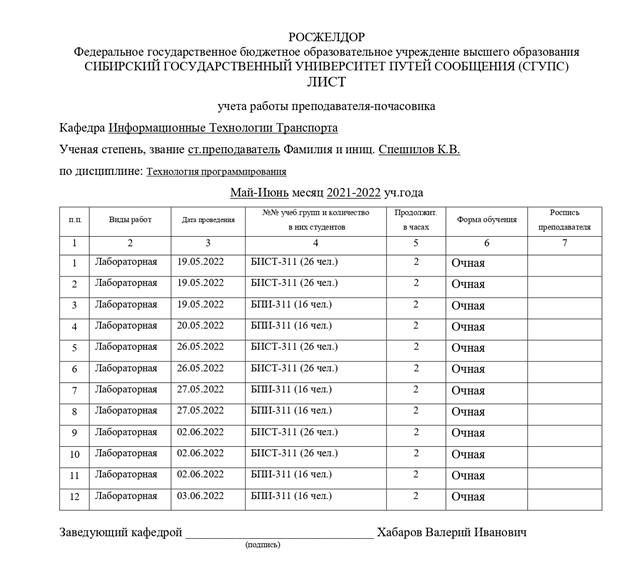 РОСЖЕЛДОР
Федеральное государственное бюджетное образовательное учреждение высшего образования
СИБИРСКИЙ ГОСУДАРСТВЕННЫЙ УНИВЕРСИТЕТ ПУТЕЙ СООБЩЕНИЯ (СГУПС)
ЛИСТ
учета работы преподавателя-почасовика
Кафедра Информационные Технологии Транспорта
Ученая степень, звание ст.преподаватель Фамилия и иниц. Спешилов К.В.
по дисциплине: Технология программирования
Май-Июнь месяц 2021-2022 уч.года
п.п. Виды работ Дата проведения №№ учеб.групп и количество в них студентов Продолжит. в часах Форма обучения Роспись преподавателя
1 2 3 4 5 6 7
1 Лабораторная 19.05.2022 БИСТ-311 (26 чел.) 2 Очная
2 Лабораторная 19.05.2022 БИСТ-311 (26 чел.) 2 Очная
3 Лабораторная 19.05.2022 БПИ-311 (16 чел.) 2 Очная
4 Лабораторная 20.05.2022 БПИ-311 (16 чел.) 2 Очная
5 Лабораторная 26.05.2022 БИСТ-311 (26 чел.) 2 Очная
6 Лабораторная 26.05.2022 БИСТ-311 (26 чел.) 2 Очная
7 Лабораторная 27.05.2022 БПИ-311 (16 чел.) 2 Очная
8 Лабораторная 27.05.2022 БПИ-311 (16 чел.) 2 Очная
9 Лабораторная 02.06.2022 БИСТ-311 (26 чел.) 2 Очная
10 Лабораторная 02.06.2022 БИСТ-311 (26 чел.) 2 Очная
11 Лабораторная 02.06.2022 БПИ-311 (16 чел.) 2 Очная
12 Лабораторная 03.06.2022 БПИ-311 (16 чел.) 2 Очная
Заведующий кафедрой ______________________________ Хабаров Валерий Иванович
(подпись)